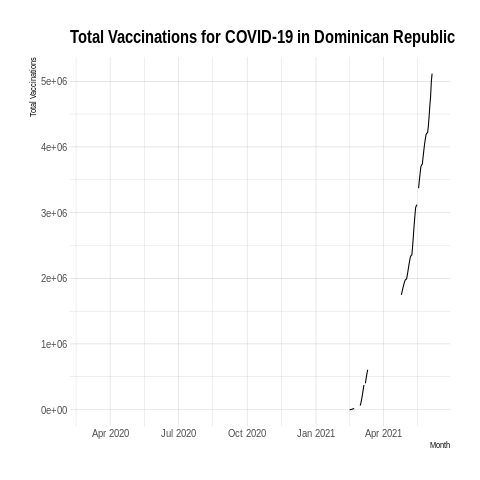 Total Vaccinations for COVID-19 in Dominican Republic
Total Vaccinations
5e+06
4e+06
3e+06
2e+06
1e+06
0e+00
Apr 2020 Jul 2020 Oct 2020 Jan 2021 Apr 2021
Month